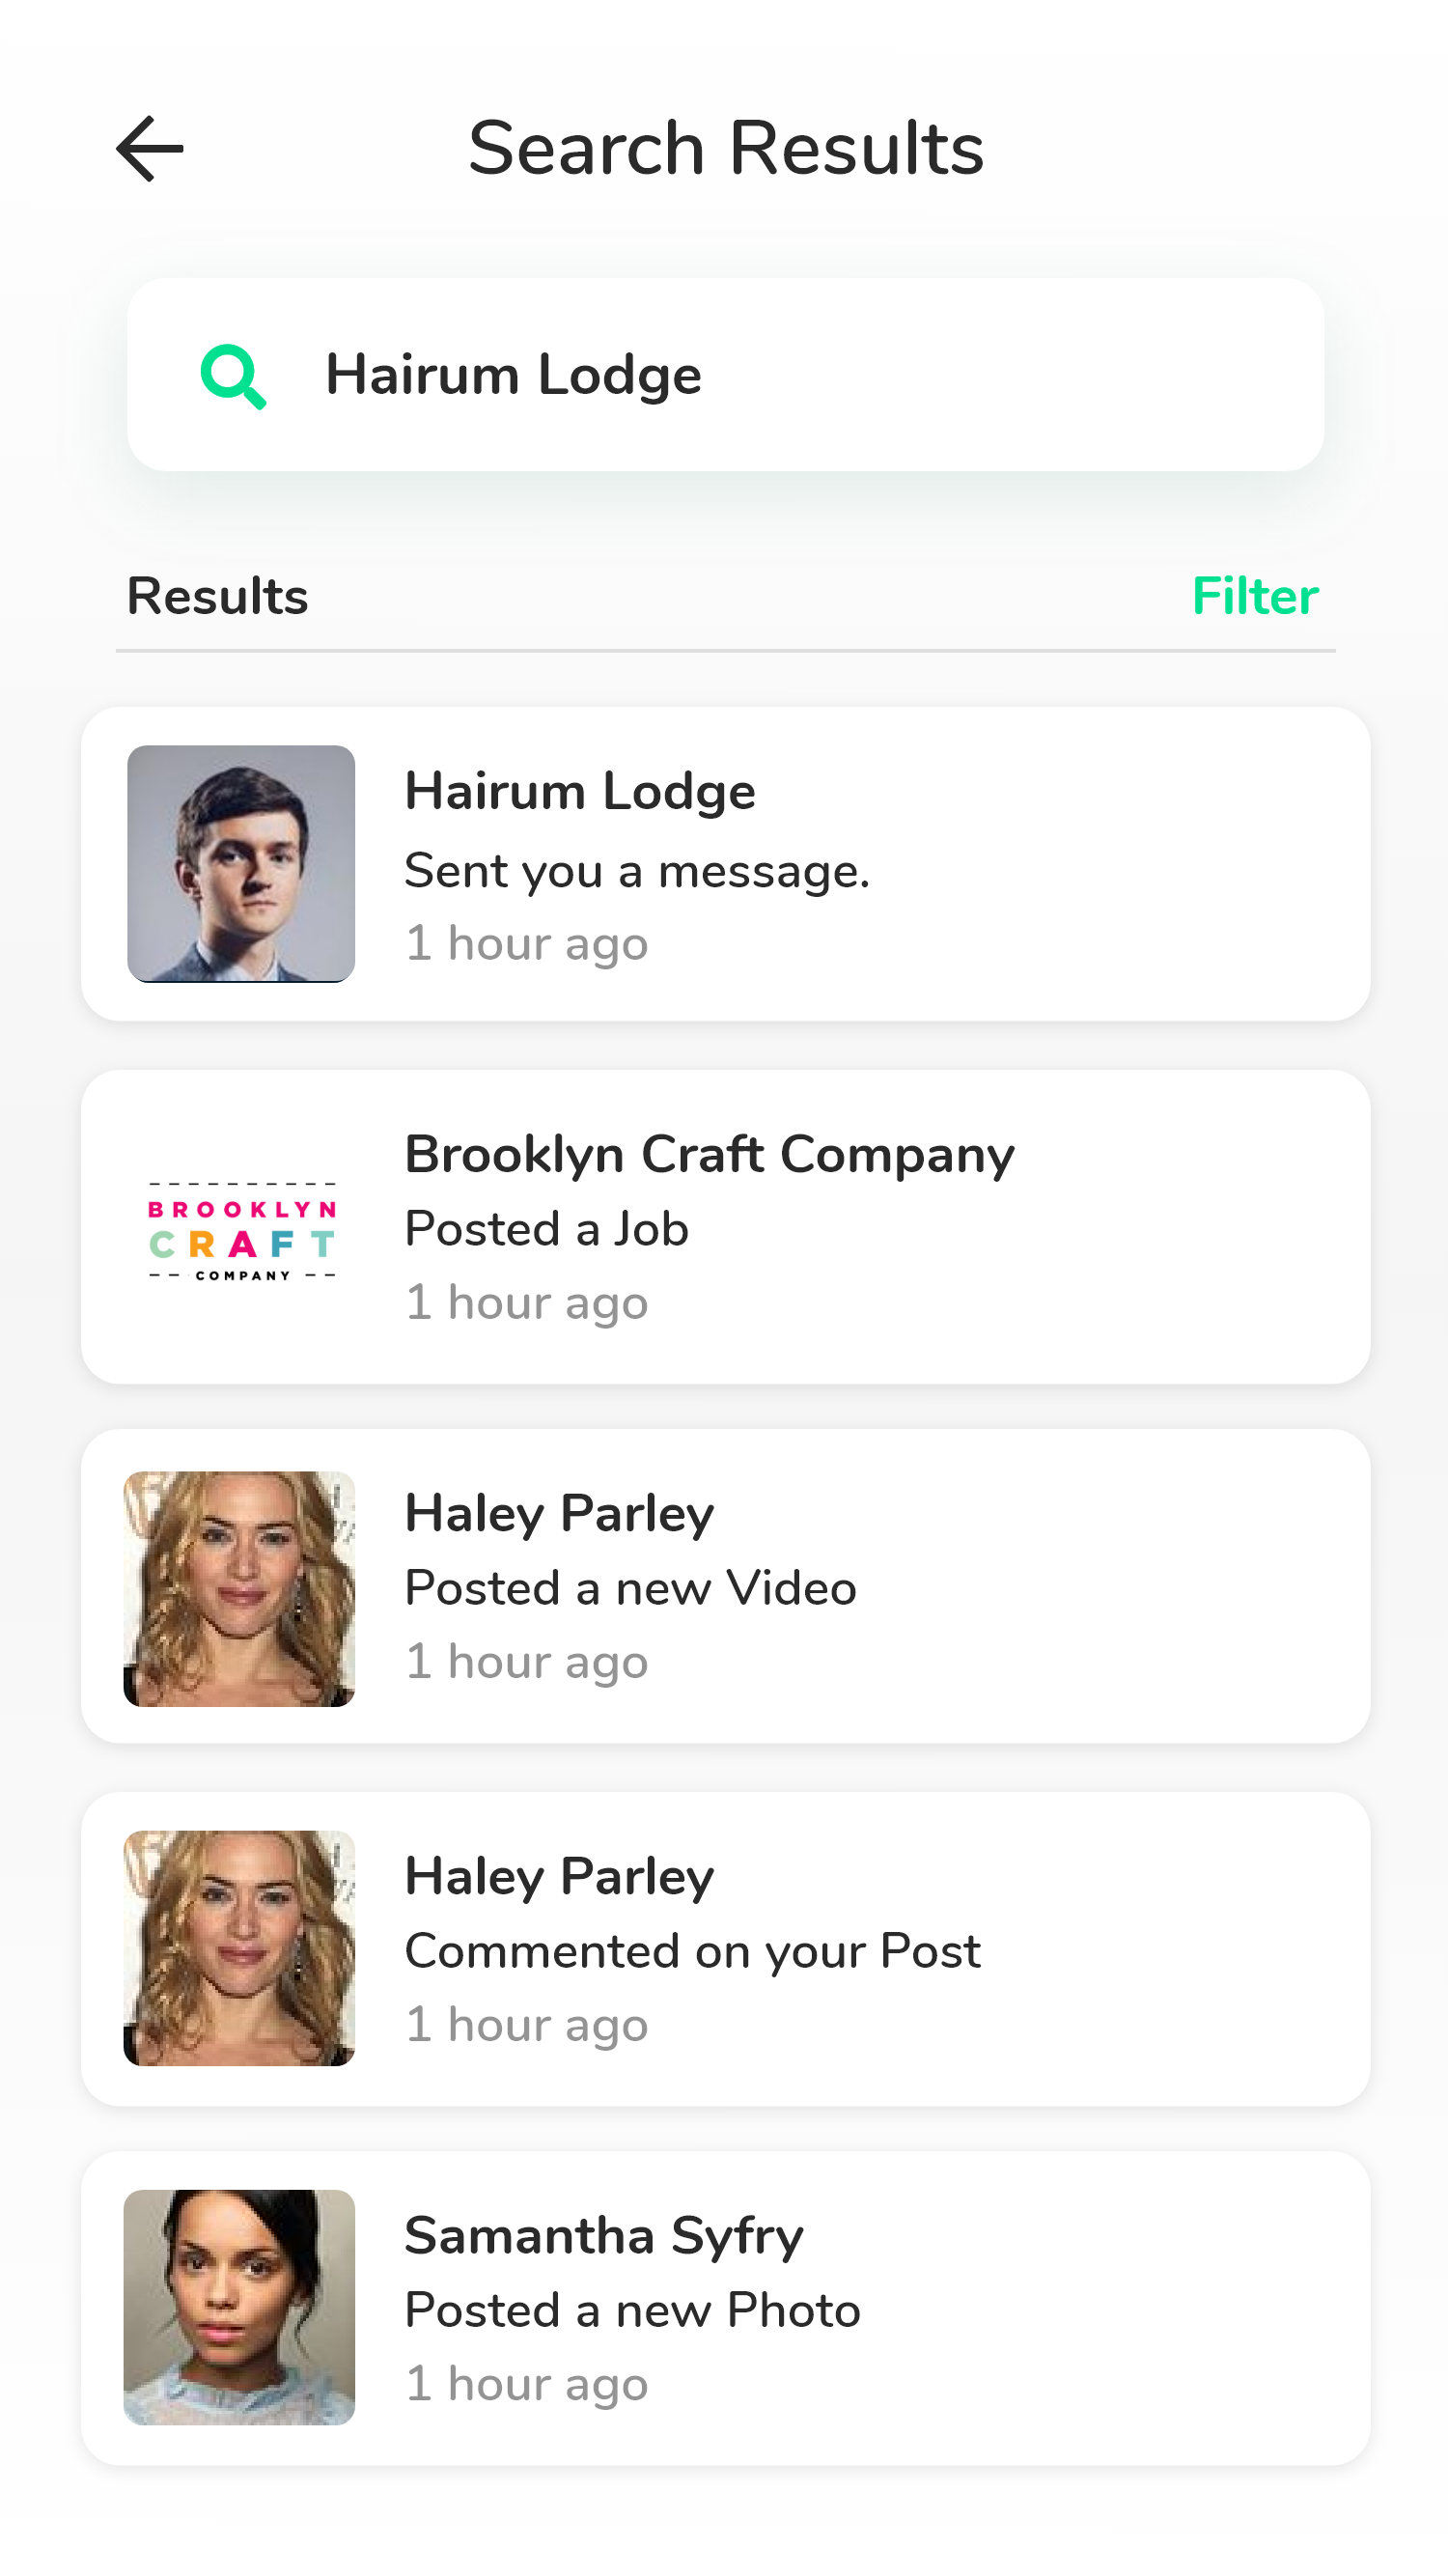 Search Results
Hairum Lodge
Results
Filter
Hairum Lodge
Sent you a message.
1 hour ago
BROOKLYN
CRAFT
COMPANY
Brooklyn Craft Company
Posted a Job
1 hour ago
Haley Parley
Posted a new Video
1 hour ago
Haley Parley
Commented on your Post
1 hour ago
Samantha Syfry
Posted a new Photo
1 hour ago